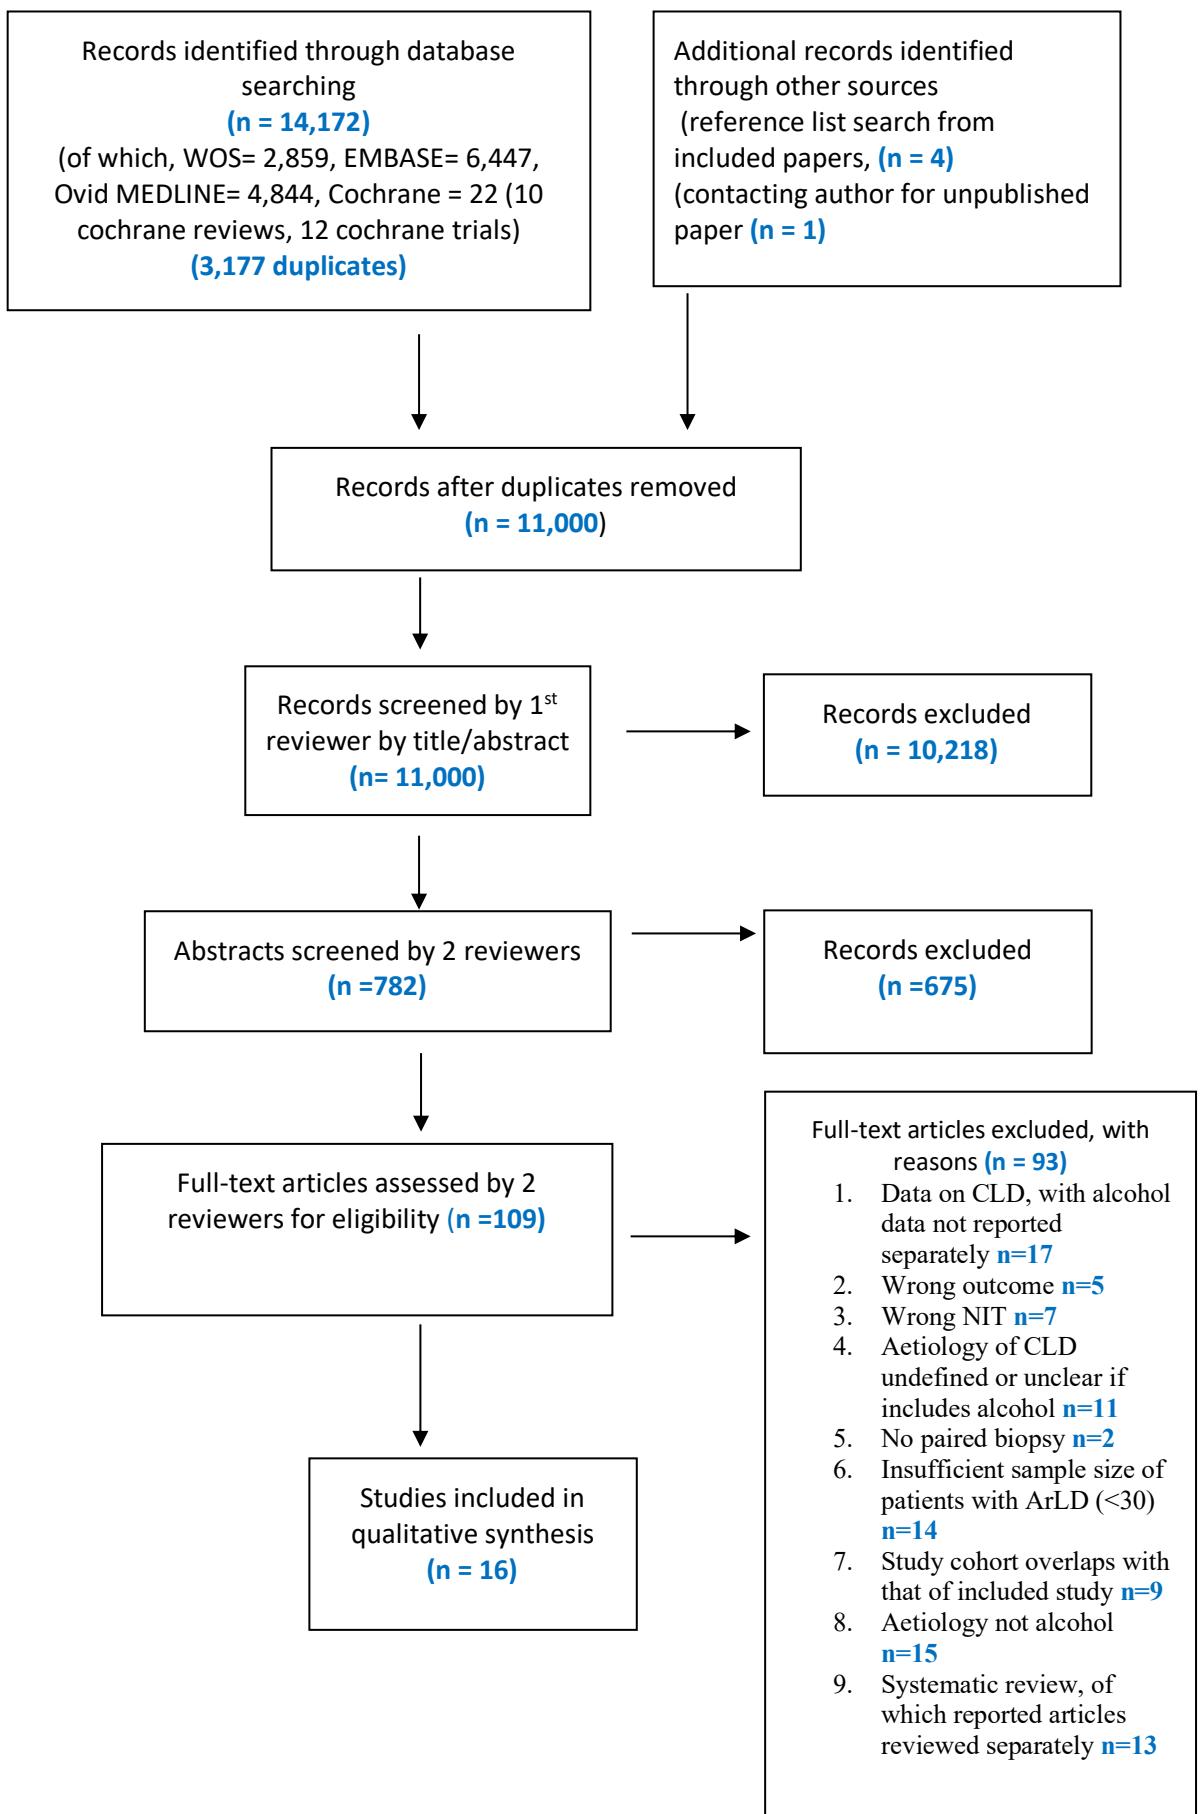 Records identified through database
searching
(n = 14,172)
(of which, WOS= 2,859, EMBASE= 6,447,
Ovid MEDLINE= 4,844, Cochrane = 22 (10
cochrane reviews, 12 cochrane trials)
(3,177 duplicates)
Additional records identified
through other sources
(reference list search from
included papers, (n = 4)
(contacting author for unpublished
paper (n = 1)
Records after duplicates removed
(n = 11,000)
Records screened by 1st
reviewer by title/abstract
(n= 11,000)
Records excluded
(n = 10,218)
Abstracts screened by 2 reviewers
(n =782)
Records excluded
(n =675)
Full-text articles assessed by 2
reviewers for eligibility (n =109)
Full-text articles excluded, with
reasons (n = 93)
1. Data on CLD, with alcohol
data not reported
separately n=17
2. Wrong outcome n=5
3. Wrong NIT n=7
4. Aetiology of CLD
undefined or unclear if
includes alcohol n=11
5. No paired biopsy n=2
6. Insufficient sample size of
patients with ArLD (<30)
n=14
7. Study cohort overlaps with
that of included study n=9
8. Aetiology not alcohol
n=15
9. Systematic review, of
which reported articles
reviewed separately n=13
Studies included in
qualitative synthesis
(n = 16)